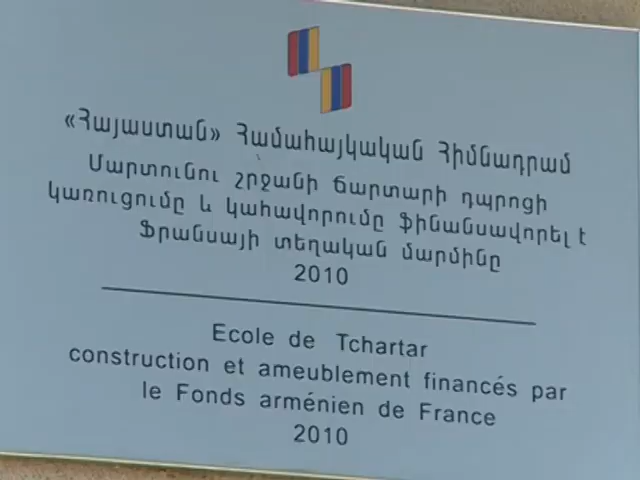 «Հայաստան» Համահայկական Հիմնադրամ
Մարտունու շրջանի Ճարտարի դպրոցի
կառուցումը և կահավորումը ֆինանսավորել է
Ֆրանսայի տեղական մարմինը
2010
Ecole de Tchartar
construction et ameublement financés par
le Fonds arménien de France
2010